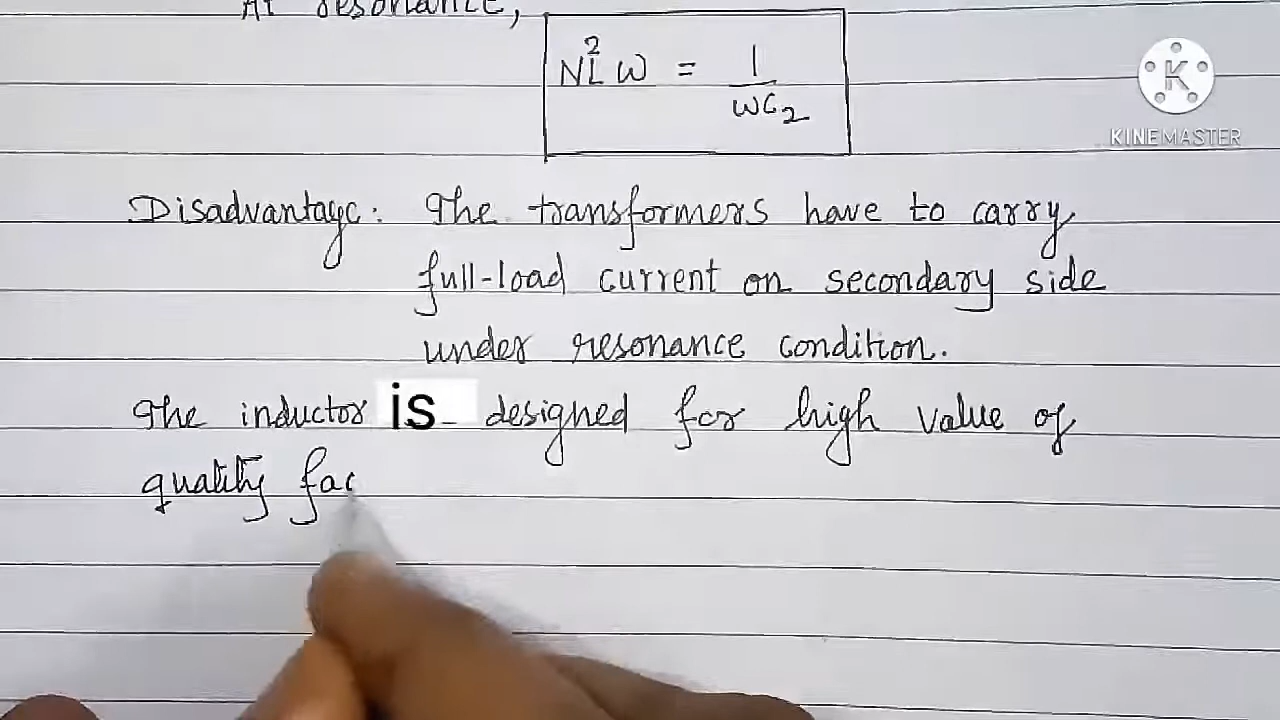 At resonance,
NL²ω = 1/ωC₂
K
KINEMASTER
Disadvantage: The transformers have to carry
full-load current on secondary side
under resonance condition.
The inductor is designed for high value of
quality fac